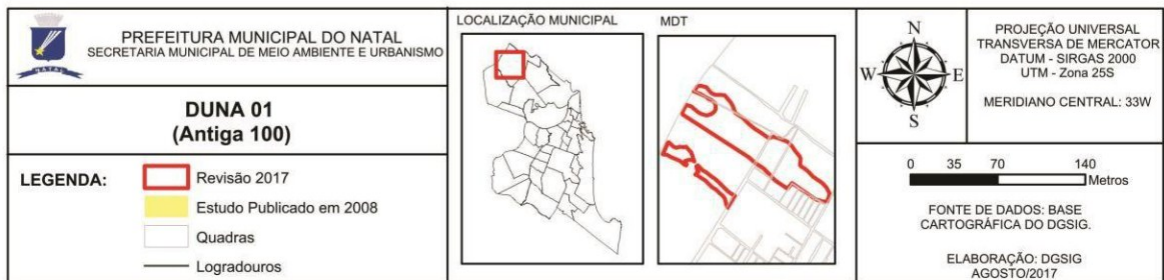 PREFEITURA MUNICIPAL DO NATAL
SECRETARIA MUNICIPAL DE MEIO AMBIENTE E URBANISMO
NATAL
DUNA 01
(Antiga 100)
LEGENDA:
Revisão 2017
Estudo Publicado em 2008
Quadras
Logradouros
LOCALIZAÇÃO MUNICIPAL
MDT
N
W E
S
PROJEÇÃO UNIVERSAL
TRANSVERSA DE MERCATOR
DATUM - SIRGAS 2000
UTM - Zona 25S
MERIDIANO CENTRAL: 33W
0 35 70 140
Metros
FONTE DE DADOS: BASE
CARTOGRÁFICA DO DGSIG.
ELABORAÇÃO: DGSIG
AGOSTO/2017